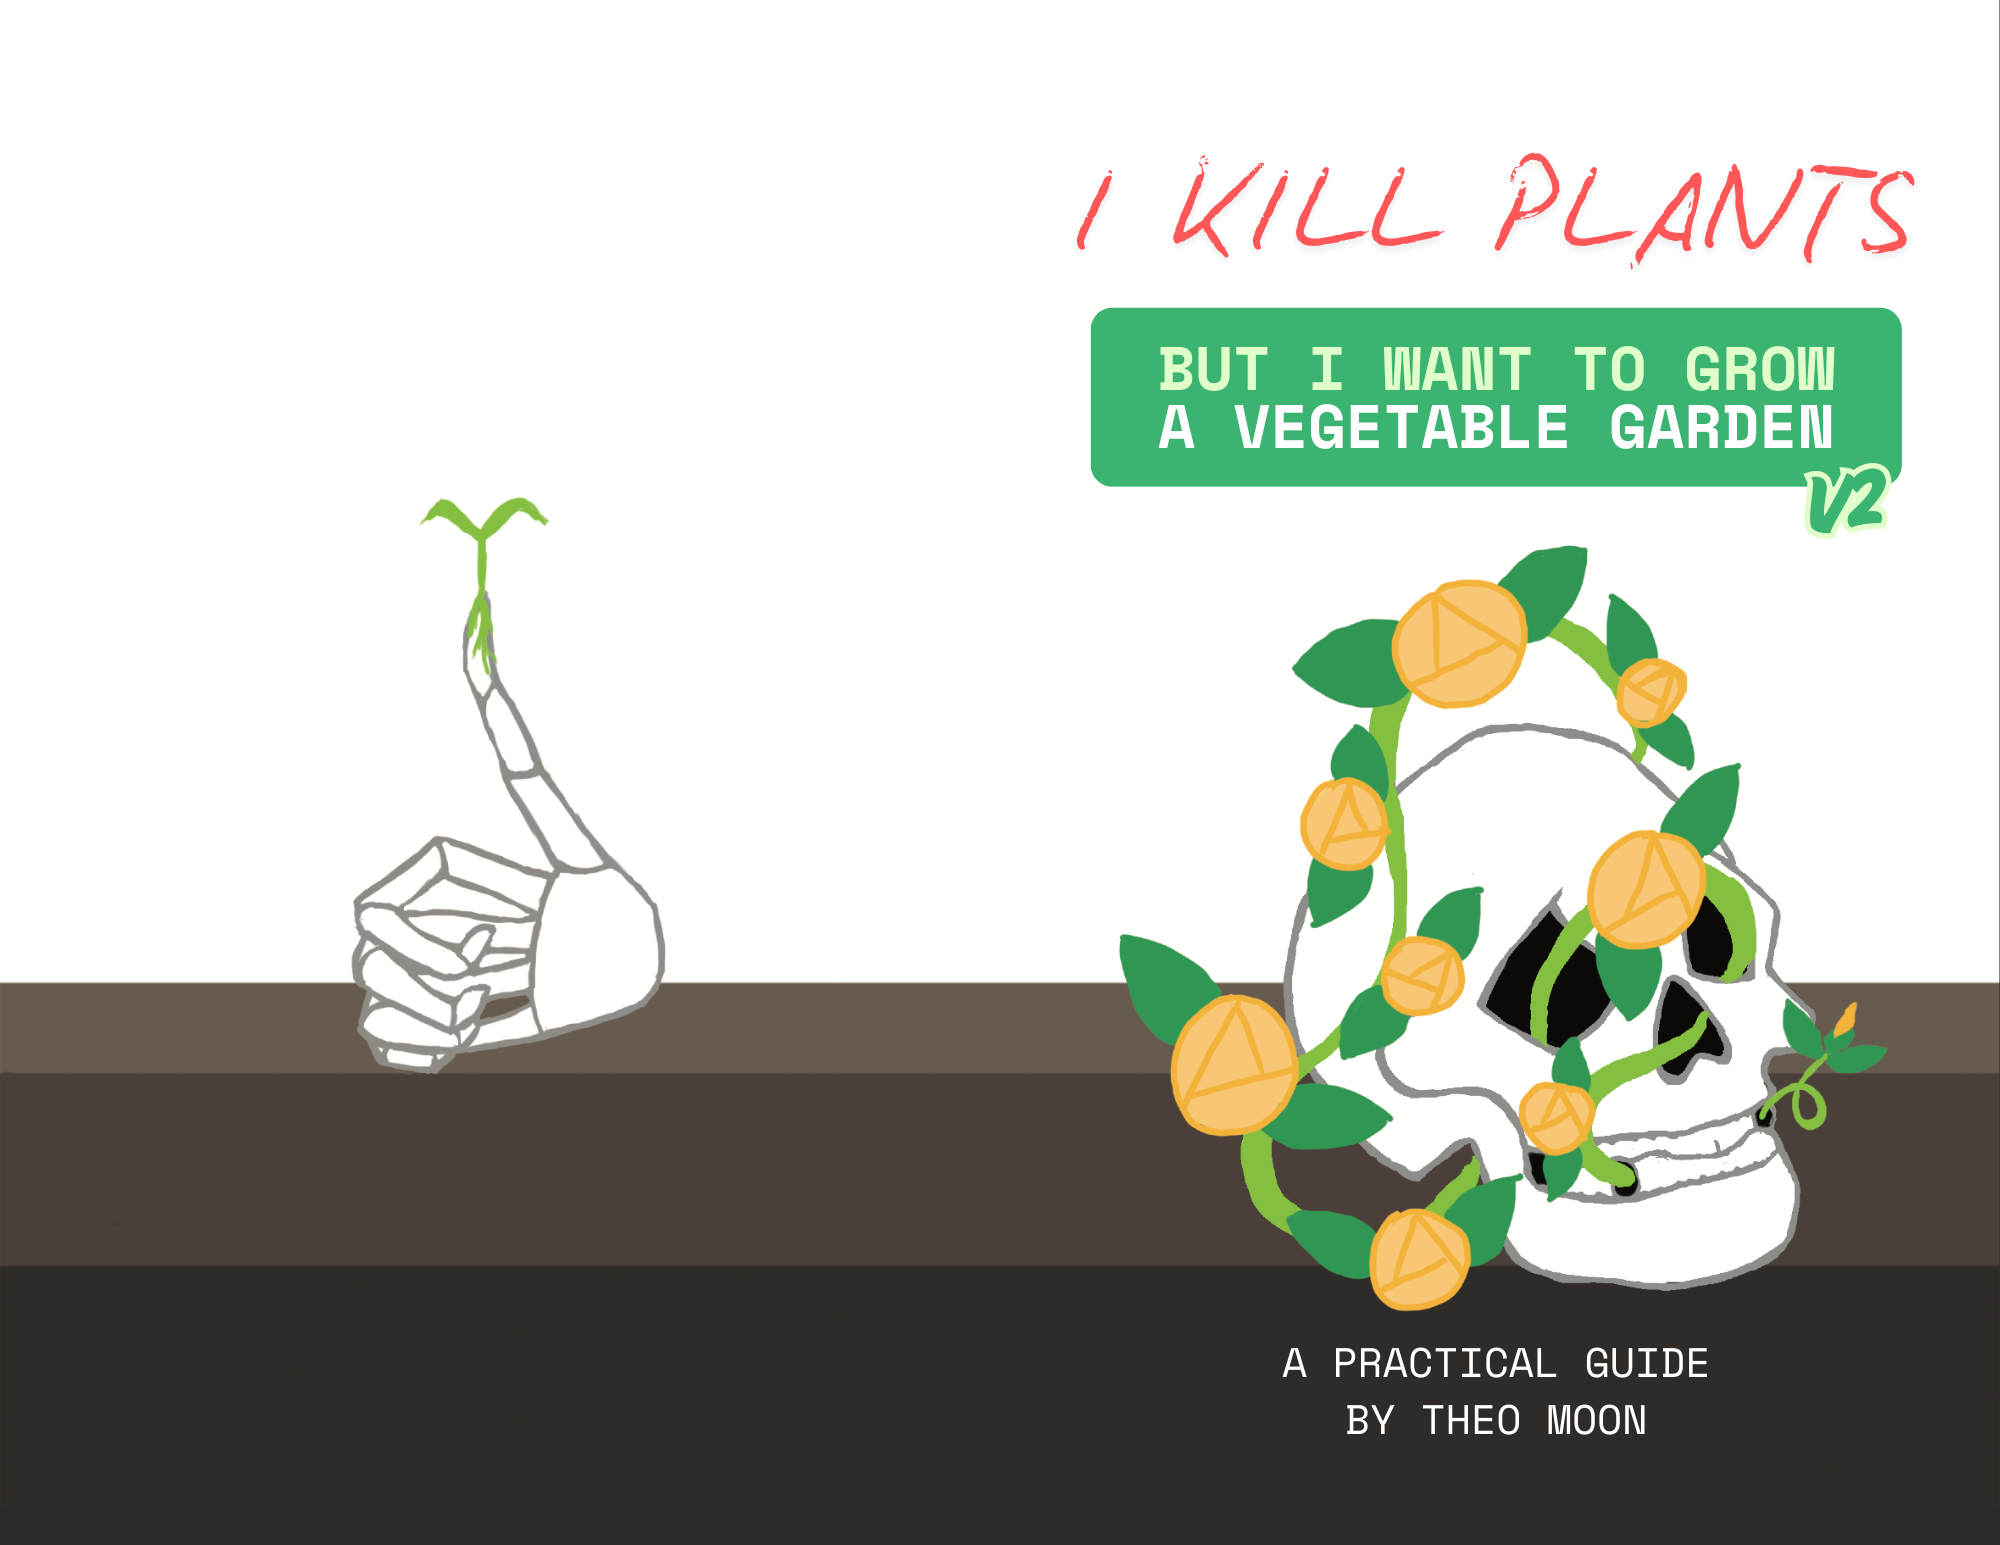 I KILL PLANTS
BUT I WANT TO GROW
A VEGETABLE GARDEN
V2
A PRACTICAL GUIDE
BY THEO MOON